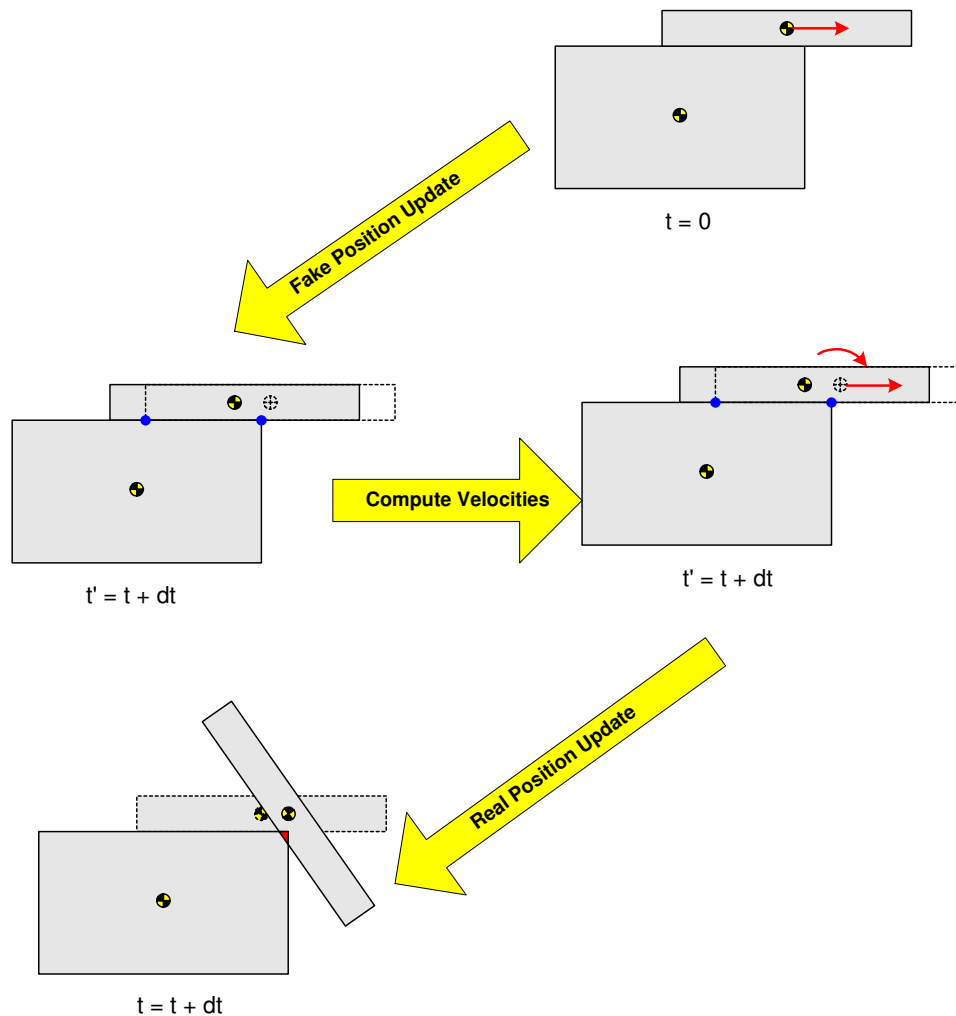 t = 0
Fake Position Update
Compute Velocities
t' = t + dt
t' = t + dt
Real Position Update
t = t + dt